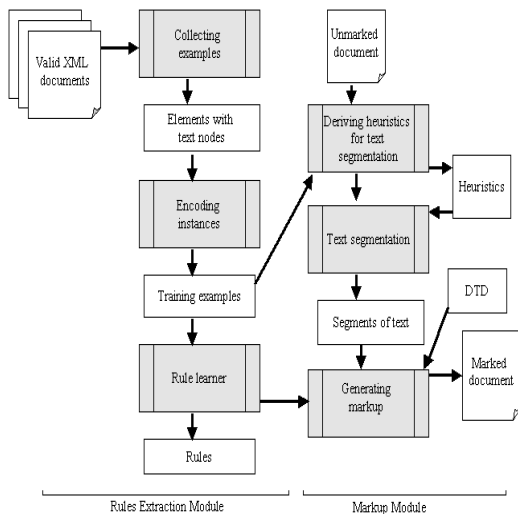 Valid XML
documents
Collecting
examples
Elements with
text nodes
Encoding
instances
Training examples
Rule learner
Rules
Unmarked
document
Deriving heuristics
for text
segmentation
Heuristics
Text segmentation
DTD
Segments of text
Generating
markup
Marked
document
Rules Extraction Module
Markup Module